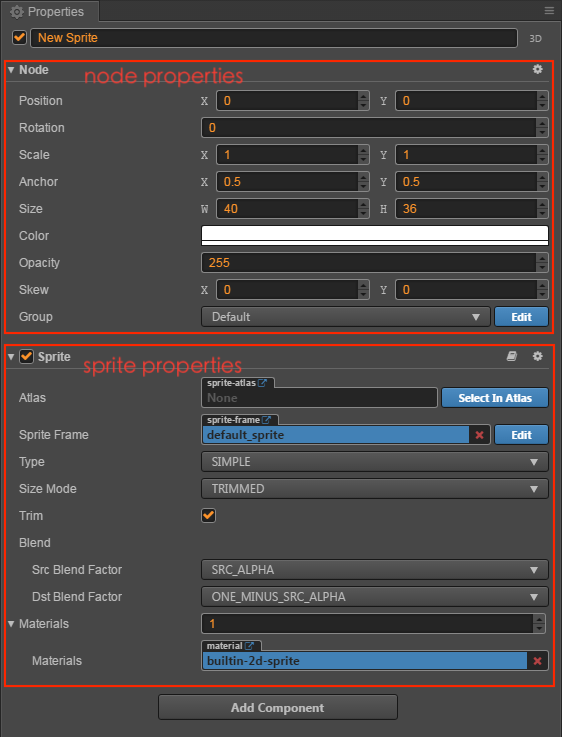 Properties
New Sprite 3D
Node
node properties
Position X 0 Y 0
Rotation 0
Scale X 1 Y 1
Anchor X 0.5 Y 0.5
Size W 40 H 36
Color
Opacity 255
Skew X 0 Y 0
Group Default Edit
Sprite
sprite properties
sprite-atlas
Atlas None Select In Atlas
sprite-frame
Sprite Frame default_sprite Edit
Type SIMPLE
Size Mode TRIMMED
Trim
Blend
Src Blend Factor SRC_ALPHA
Dst Blend Factor ONE_MINUS_SRC_ALPHA
Materials 1
material
Materials builtin-2d-sprite
Add Component